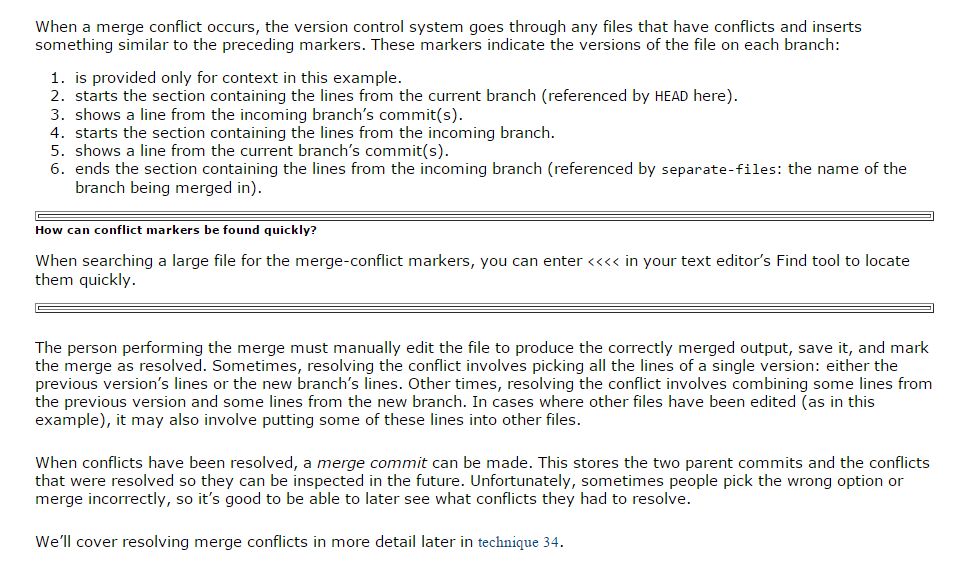 When a merge conflict occurs, the version control system goes through any files that have conflicts and inserts
something similar to the preceding markers. These markers indicate the versions of the file on each branch:
1. is provided only for context in this example.
2. starts the section containing the lines from the current branch (referenced by HEAD here).
3. shows a line from the incoming branch’s commit(s).
4. starts the section containing the lines from the incoming branch.
5. shows a line from the current branch’s commit(s).
6. ends the section containing the lines from the incoming branch (referenced by separate-files: the name of the
branch being merged in).
How can conflict markers be found quickly?
When searching a large file for the merge-conflict markers, you can enter <<<< in your text editor’s Find tool to locate
them quickly.
The person performing the merge must manually edit the file to produce the correctly merged output, save it, and mark
the merge as resolved. Sometimes, resolving the conflict involves picking all the lines of a single version: either the
previous version’s lines or the new branch’s lines. Other times, resolving the conflict involves combining some lines from
the previous version and some lines from the new branch. In cases where other files have been edited (as in this
example), it may also involve putting some of these lines into other files.
When conflicts have been resolved, a merge commit can be made. This stores the two parent commits and the conflicts
that were resolved so they can be inspected in the future. Unfortunately, sometimes people pick the wrong option or
merge incorrectly, so it’s good to be able to later see what conflicts they had to resolve.
We’ll cover resolving merge conflicts in more detail later in technique 34.